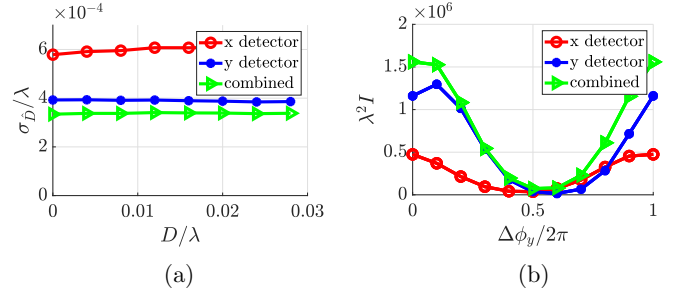 ×10⁻⁴
×10⁶
6
4
2
0
σ_D̂/λ
x detector
y detector
combined
0
0.01
0.02
0.03
D/λ
2
1.5
1
0.5
0
λ²I
x detector
y detector
combined
0
0.5
1
Δϕ_y/2π
(a)
(b)